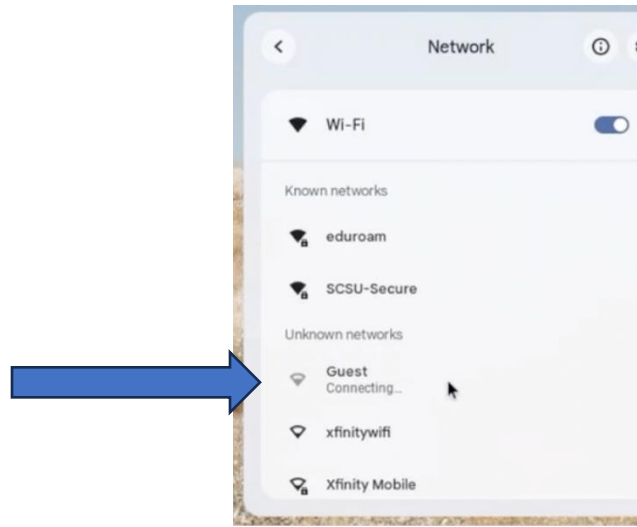 Network
Wi-Fi
Known networks
eduroam
SCSU-Secure
Unknown networks
Guest
Connecting...
xfinitywifi
Xfinity Mobile